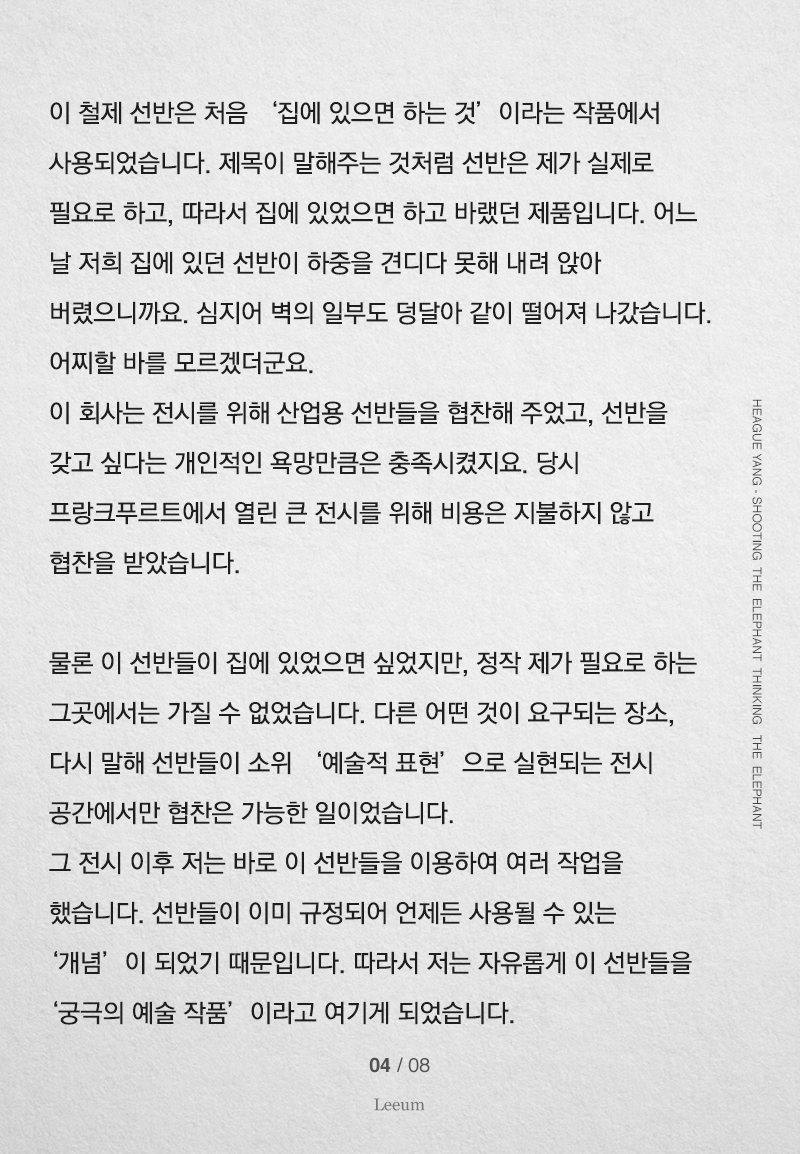 이 철제 선반은 처음 ‘집에 있으면 하는 것’ 이라는 작품에서
사용되었습니다. 제목이 말해주는 것처럼 선반은 제가 실제로
필요로 하고, 따라서 집에 있었으면 하고 바랬던 제품입니다. 어느
날 저희 집에 있던 선반이 하중을 견디다 못해 내려 앉아
버렸으니까요. 심지어 벽의 일부도 덩달아 같이 떨어져 나갔습니다.
어찌할 바를 모르겠더군요.
이 회사는 전시를 위해 산업용 선반들을 협찬해 주었고, 선반을
갖고 싶다는 개인적인 욕망만큼은 충족시켰지요. 당시
프랑크푸르트에서 열린 큰 전시를 위해 비용은 지불하지 않고
협찬을 받았습니다.
물론 이 선반들이 집에 있었으면 싶었지만, 정작 제가 필요로 하는
그곳에서는 가질 수 없었습니다. 다른 어떤 것이 요구되는 장소,
다시 말해 선반들이 소위 ‘예술적 표현’ 으로 실현되는 전시
공간에서만 협찬은 가능한 일이었습니다.
그 전시 이후 저는 바로 이 선반들을 이용하여 여러 작업을
했습니다. 선반들이 이미 규정되어 언제든 사용될 수 있는
‘개념’ 이 되었기 때문입니다. 따라서 저는 자유롭게 이 선반들을
‘궁극의 예술 작품’ 이라고 여기게 되었습니다.
HEAGUE YANG - SHOOTING THE ELEPHANT THINKING THE ELEPHANT
04 / 08
Leeum